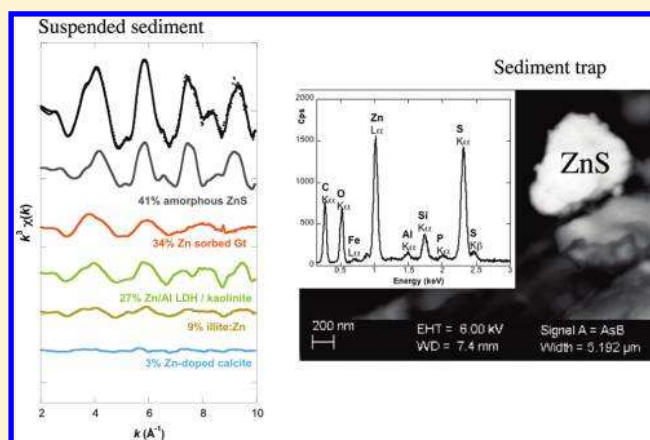 Suspended sediment
k³ χ(k)
41% amorphous ZnS
34% Zn sorbed Gt
27% Zn/Al LDH / kaolinite
9% illite:Zn
3% Zn-doped calcite
2 4 6 8 10
k (Å⁻¹)
Sediment trap
2000
1500
1000
500
0
Cps
C Kα
O Kα
Fe Lα
Zn Lα
Al Kα
Si Kα
P Kα
S Kα
S Kβ
0.5 1 1.5 2 2.5 3
Energy (keV)
ZnS
200 nm
EHT = 6.00 kV
WD = 7.4 mm
Signal A = AsB
Width = 5.192 µm